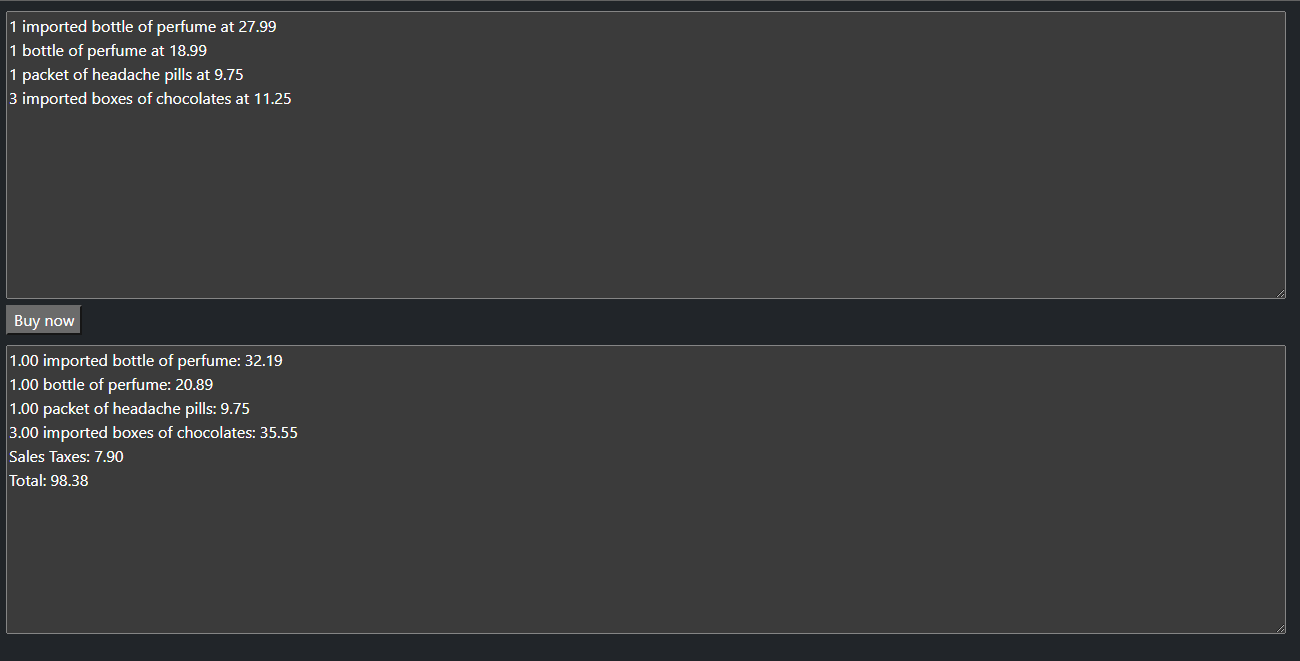 1 imported bottle of perfume at 27.99
1 bottle of perfume at 18.99
1 packet of headache pills at 9.75
3 imported boxes of chocolates at 11.25
Buy now
1.00 imported bottle of perfume: 32.19
1.00 bottle of perfume: 20.89
1.00 packet of headache pills: 9.75
3.00 imported boxes of chocolates: 35.55
Sales Taxes: 7.90
Total: 98.38